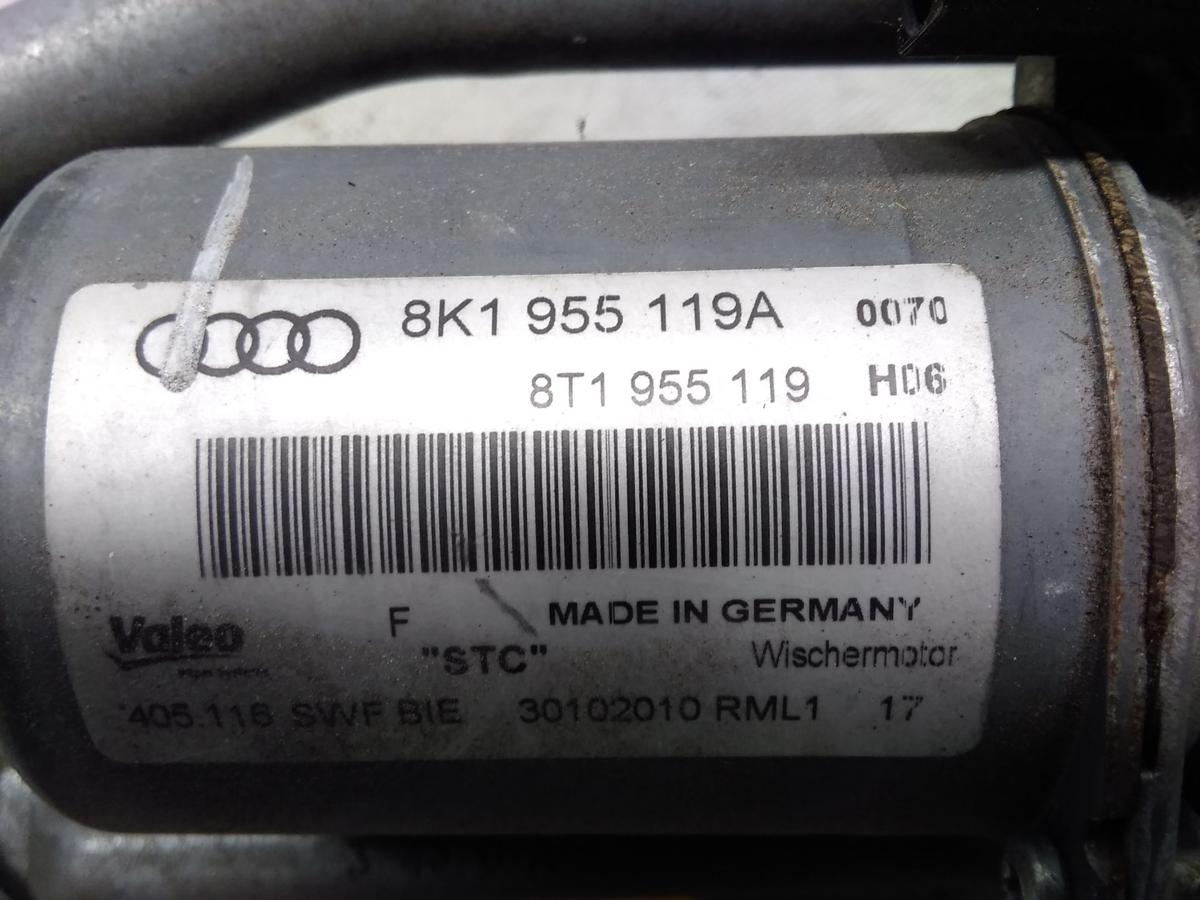 8K1 955 119A 0070
8T1 955 119 H06
F MADE IN GERMANY
Valeo
"STC" Wischermotor
405.116 SWF BIE 30102010 RML1 17